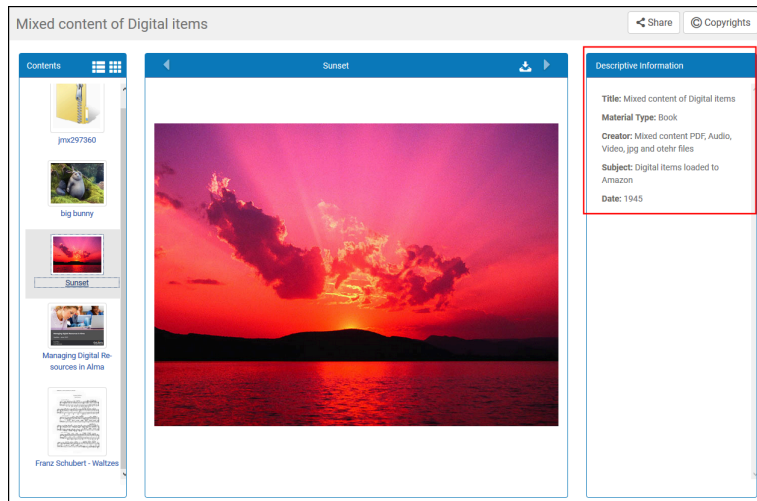 Mixed content of Digital items
Share
Copyrights
Contents
jmx297360
big bunny
Sunset
Managing Digital Re-
sources in Alma
Franz Schubert - Waltzes
Sunset
Descriptive Information
Title: Mixed content of Digital items
Material Type: Book
Creator: Mixed content PDF, Audio,
Video, jpg and otehr files
Subject: Digital items loaded to
Amazon
Date: 1945